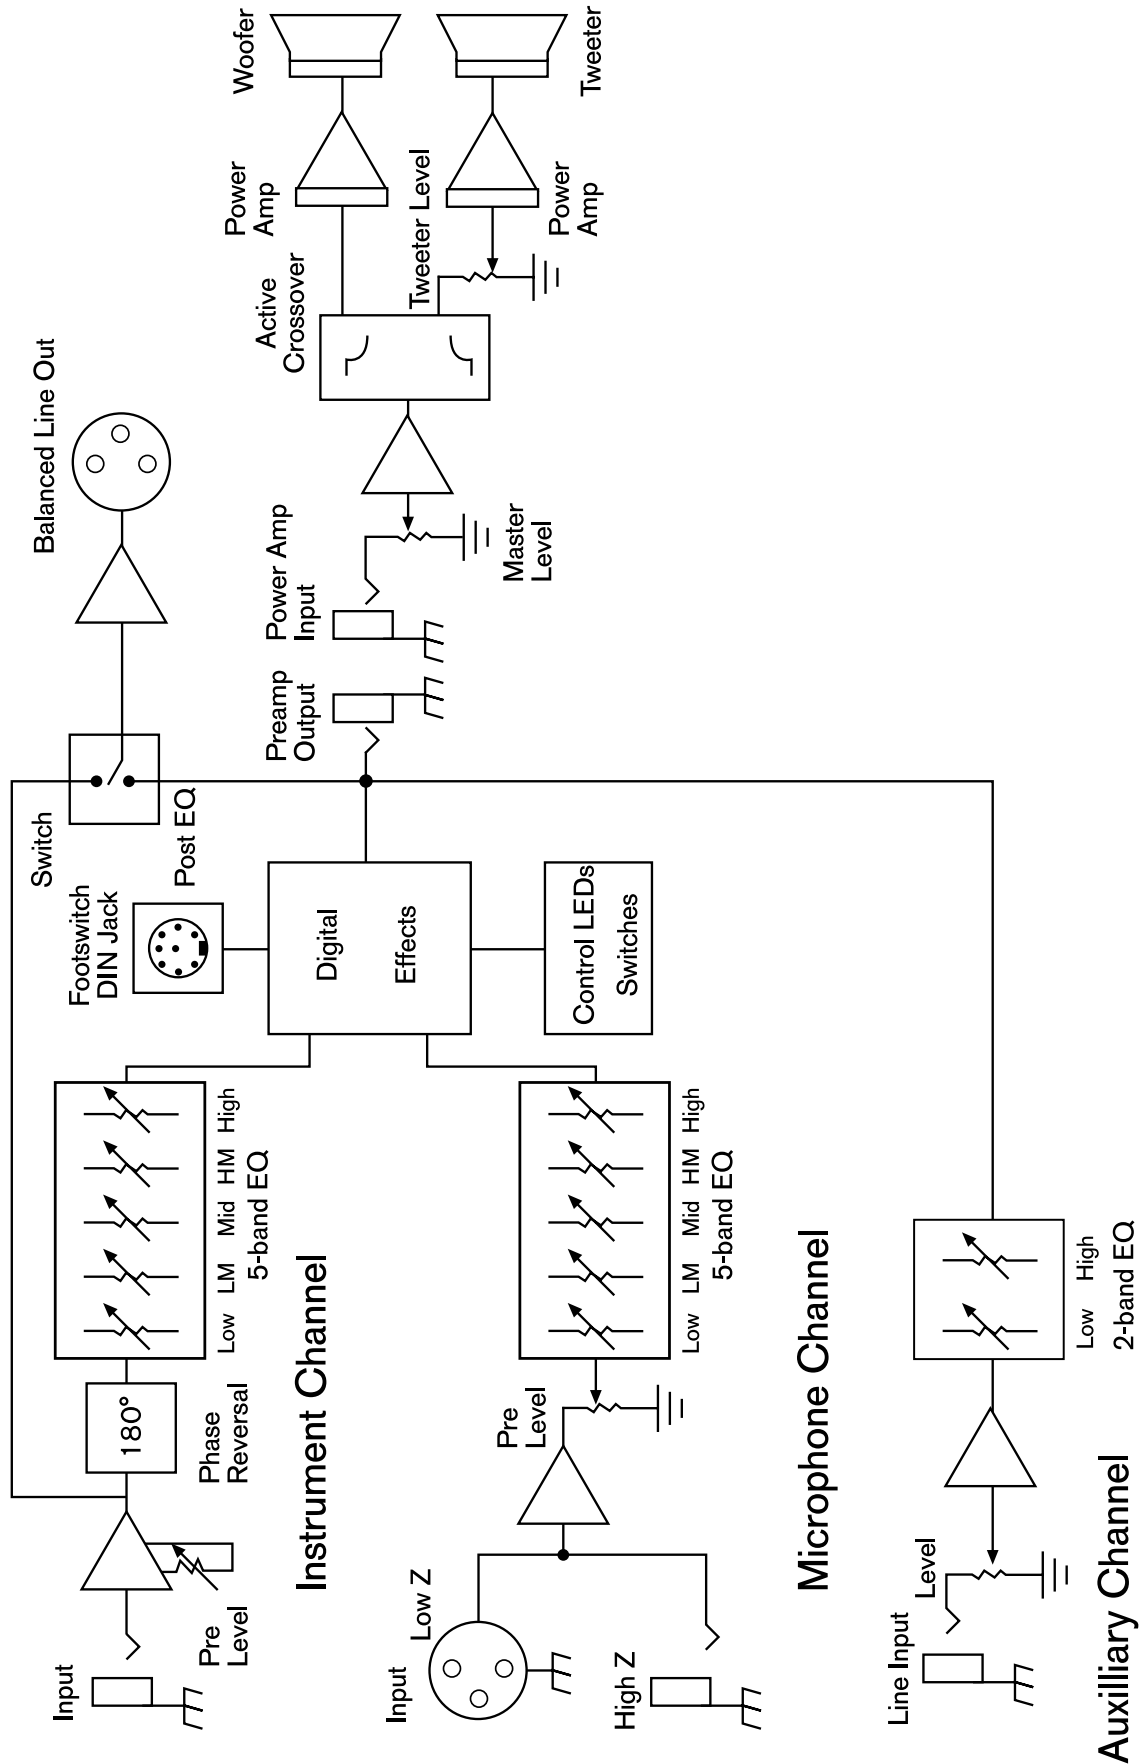 Input
Pre
Level
180°
Phase
Reversal
Low LM Mid HM High
5-band EQ
Instrument Channel
Footswitch
DIN Jack
Switch
Post EQ
Balanced Line Out
Digital
Effects
Control LEDs
Switches
Preamp
Output
Power Amp
Input
Master
Level
Active
Crossover
Tweeter Level
Power
Amp
Woofer
Power
Amp
Tweeter
Input
Low Z
High Z
Pre
Level
Low LM Mid HM High
5-band EQ
Microphone Channel
Line Input
Level
Low High
2-band EQ
Auxilliary Channel